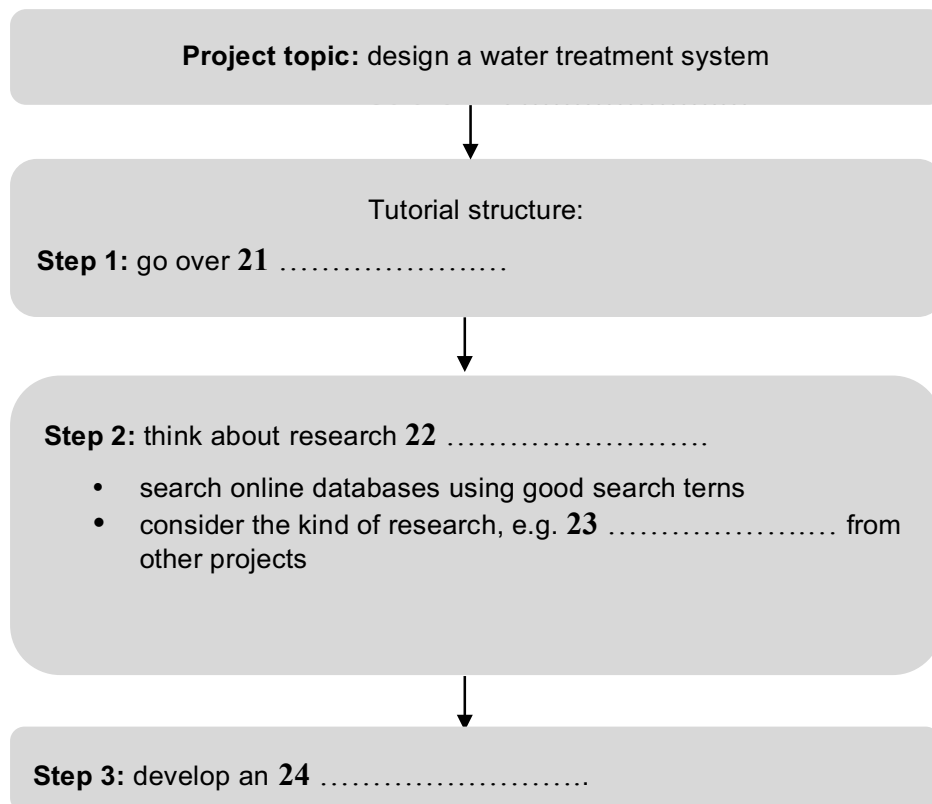 Project topic: design a water treatment system
Tutorial structure:
Step 1: go over 21 ………………….…
Step 2: think about research 22 …………………….
• search online databases using good search terns
• consider the kind of research, e.g. 23 ………………….… from
other projects
Step 3: develop an 24 ……………………..